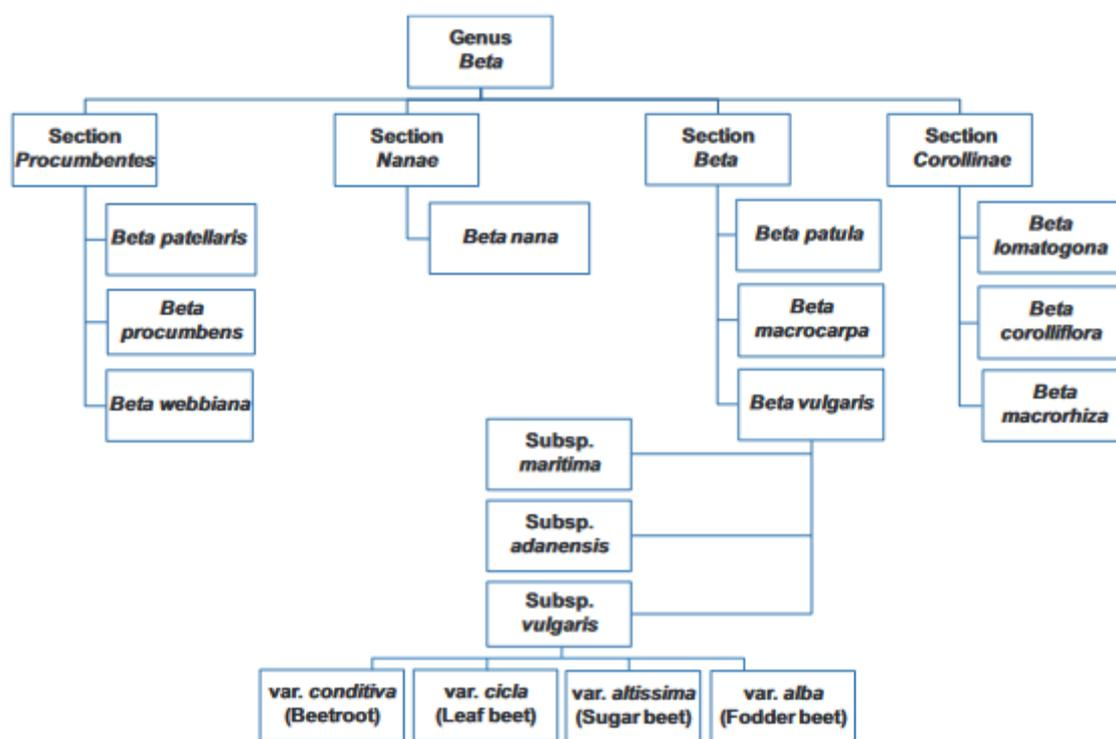 Genus
Beta
Section
Procumbentes
Section
Nanae
Section
Beta
Section
Corollinae
Beta patellaris
Beta
procumbens
Beta webbiana
Beta nana
Beta patula
Beta
macrocarpa
Beta vulgaris
Beta
lomatogona
Beta
corolliflora
Beta
macrorhiza
Subsp.
maritima
Subsp.
adanensis
Subsp.
vulgaris
var. conditiva
(Beetroot)
var. cicla
(Leaf beet)
var. altissima
(Sugar beet)
var. alba
(Fodder beet)